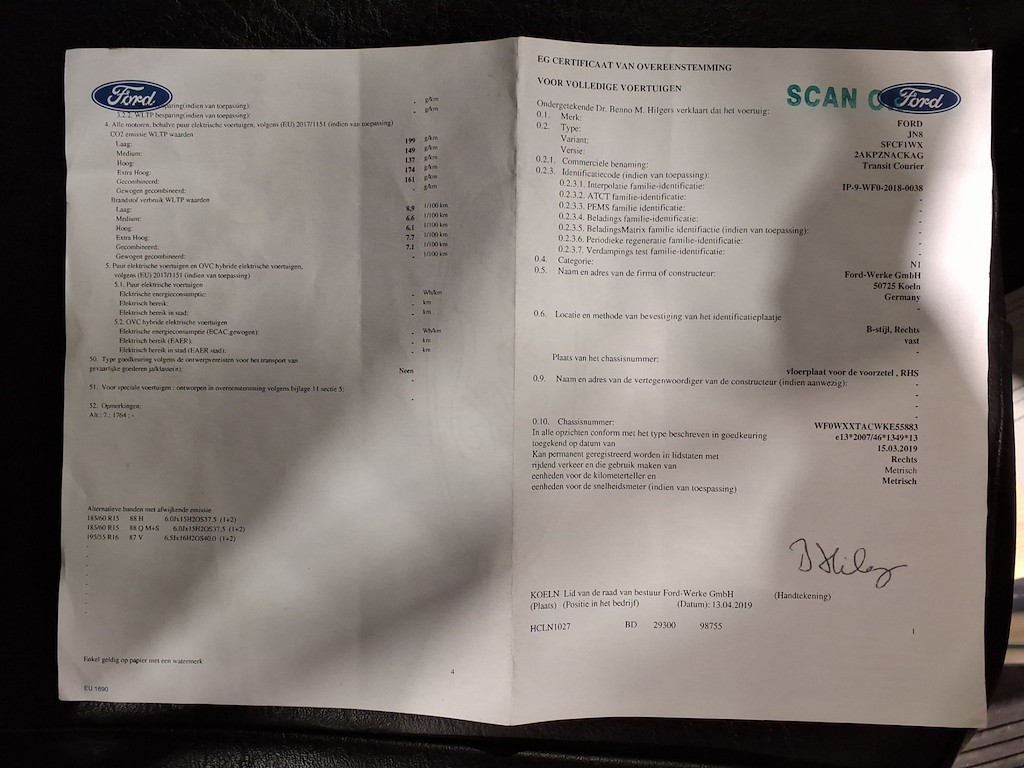 Ford
paring(indien van toepassing): - g/km
3.2.2. WLTP besparing(indien van toepassing): - g/km
4. Alle motoren, behalve puur elektrische voertuigen, volgens (EU) 2017/1151 (indien van toepassing)
CO2 emissie WLTP waarden
Laag: 199 g/km
Medium: 149 g/km
Hoog: 137 g/km
Extra Hoog: 174 g/km
Gecombineerd: 161 g/km
Gewogen gecombineerd: - g/km
Brandstof verbruik WLTP waarden
Laag: 8.9 1/100 km
Medium: 6.6 1/100 km
Hoog: 6.1 1/100 km
Extra Hoog: 7.7 1/100 km
Gecombineerd: 7.1 1/100 km
Gewogen gecombineerd: - 1/100 km
5. Puur elektrische voertuigen en OVC hybride elektrische voertuigen,
volgens (EU) 2017/1151 (indien van toepassing)
5.1. Puur elektrische voertuigen
Elektrische energieconsumptie: - Wh/km
Elektrisch bereik: - km
Elektrisch bereik in stad: - km
5.2. OVC hybride elektrische voertuigen
Elektrische energieconsumptie (ECAC,gewogen): - Wh/km
Elektrisch bereik (EAER): - km
Elektrisch bereik in stad (EAER stad): - km
50. Type goedkeuring volgens de ontwerpvereisten voor het transport van
gevaarlijke goederen ja/klasse(n): Neen
-
51. Voor speciale voertuigen : ontworpen in overeenstemming volgens bijlage 11 sectie 5; -
52. Opmerkingen:
Alt.: 7.: 1764 ; -
Alternatieve banden met afwijkende emissie
185/60 R15 88 H 6.0Jx15H2OS37.5 (1+2)
185/60 R15 88 Q M+S 6.0Jx15H2OS37.5 (1+2)
195/55 R16 87 V 6.5Jx16H2OS40.0 (1+2)
-
-
-
-
-
-
-
-
Enkel geldig op papier met een watermerk
4
EU 1690
EG CERTIFICAAT VAN OVEREENSTEMMING
VOOR VOLLEDIGE VOERTUIGEN
SCAN
Ford
Ondergetekende Dr. Benno M. Hilgers verklaart dat het voertuig:
0.1. Merk: FORD
0.2. Type: JN8
Variant: SFCF1WX
Versie: 2AKPZNACKAG
0.2.1. Commerciele benaming: Transit Courier
0.2.3. Identificatiecode (indien van toepassing):
0.2.3.1. Interpolatie familie-identificatie: IP-9-WF0-2018-0038
0.2.3.2. ATCT familie identificatie: -
0.2.3.3. PEMS familie identificatie: -
0.2.3.4. Beladings familie-identificatie: -
0.2.3.5. BeladingsMatrix familie identifiactie (indien van toepassing): -
0.2.3.6. Periodieke regeneratie familie-identificatie: -
0.2.3.7. Verdampings test familie-identificatie: -
0.4. Categorie: N1
0.5. Naam en adres van de firma of constructeur: Ford-Werke GmbH
50725 Koeln
Germany
-
0.6. Locatie en methode van bevestiging van het identificatieplaatje
B-stijl, Rechts
vast
-
Plaats van het chassisnummer:
vloerplaat voor de voorzetel , RHS
0.9. Naam en adres van de vertegenwoordiger van de constructeur (indien aanwezig): -
-
-
-
0.10. Chassisnummer: WF0WXXTACWKE55883
In alle opzichten conform met het type beschreven in goedkeuring e13*2007/46*1349*13
toegekend op datum van 15.03.2019
Kan permanent geregistreerd worden in lidstaten met Rechts
rijdend verkeer en die gebruik maken van Metrisch
eenheden voor de kilometerteller en Metrisch
eenheden voor de snelheidsmeter (indien van toespassing)
B Hilgers
KOELN Lid van de raad van bestuur Ford-Werke GmbH (Handtekening)
(Plaats) (Positie in het bedrijf) (Datum): 13.04.2019
HCLN1027 BD 29300 98755
1